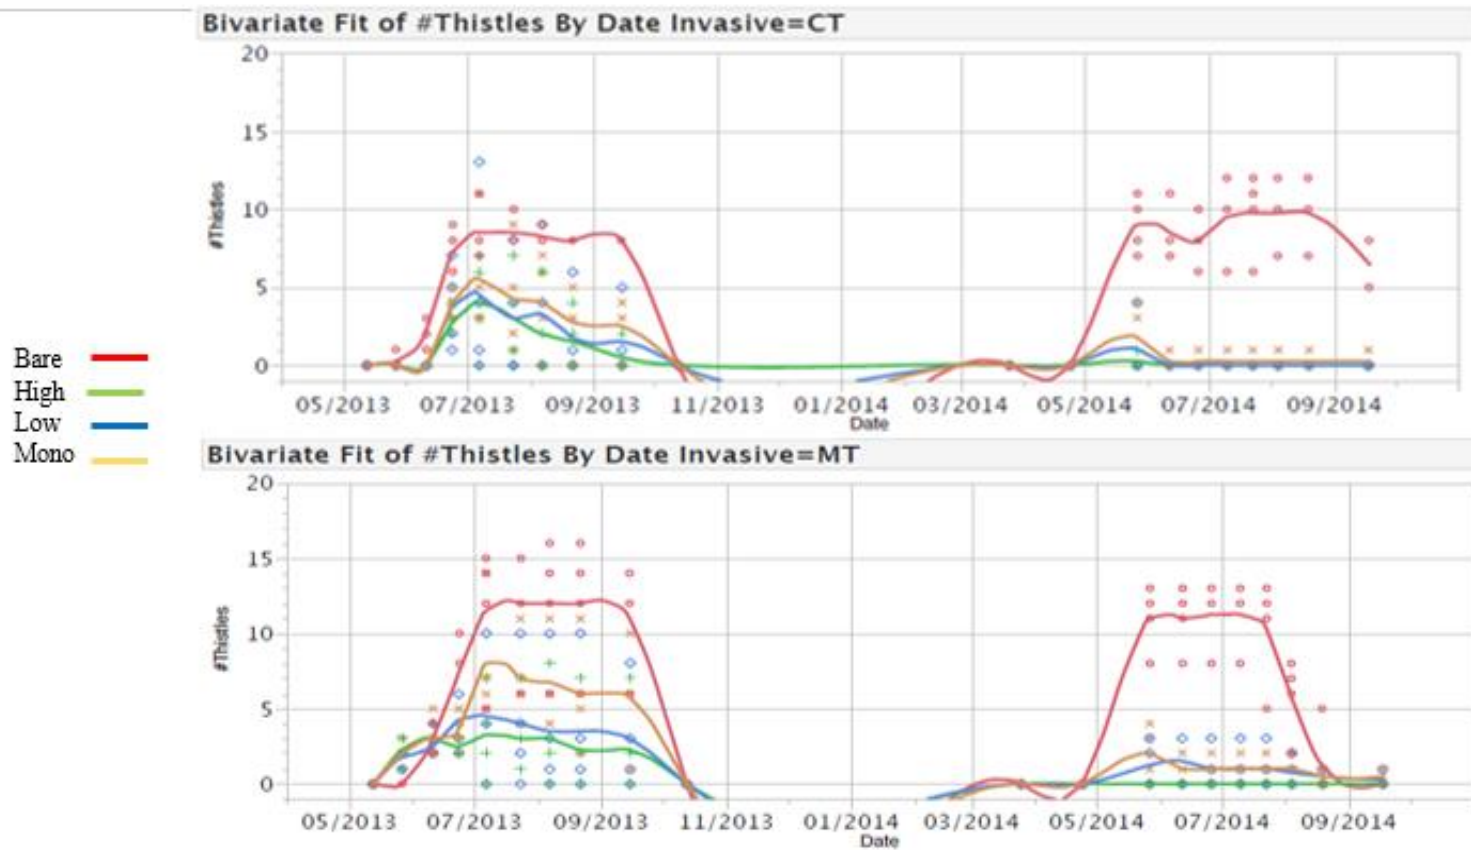 Bivariate Fit of #Thistles By Date Invasive=CT
20
15
10
5
0
#Thistles
05/2013 07/2013 09/2013 11/2013 01/2014 03/2014 05/2014 07/2014 09/2014
Date
Bare
High
Low
Mono
Bivariate Fit of #Thistles By Date Invasive=MT
20
15
10
5
0
#Thistles
05/2013 07/2013 09/2013 11/2013 01/2014 03/2014 05/2014 07/2014 09/2014
Date